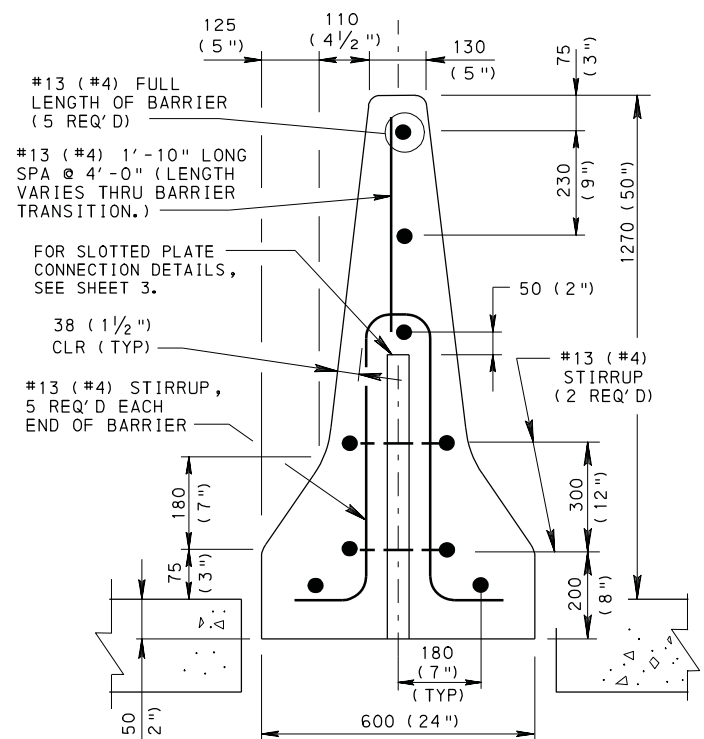 125
(5")
110
(4 1/2")
130
(5")
75
(3")
#13 (#4) FULL
LENGTH OF BARRIER
(5 REQ'D)
#13 (#4) 1'-10" LONG
SPA @ 4'-0" (LENGTH
VARIES THRU BARRIER
TRANSITION.)
230
(9")
1270 (50")
FOR SLOTTED PLATE
CONNECTION DETAILS,
SEE SHEET 3.
50 (2")
38 (1 1/2")
CLR (TYP)
#13 (#4)
STIRRUP
(2 REQ'D)
#13 (#4) STIRRUP,
5 REQ'D EACH
END OF BARRIER
180
(7")
300
(12")
75
(3")
200
(8")
180
(7")
(TYP)
50
2")
600 (24")